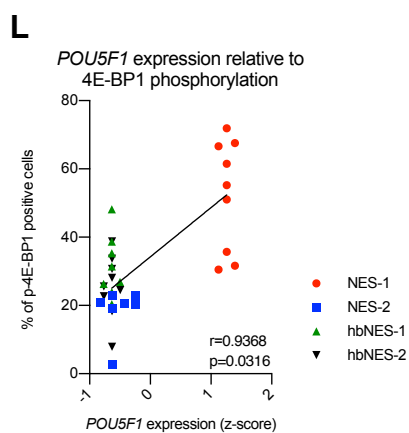 L
POU5F1 expression relative to
4E-BP1 phosphorylation
% of p-4E-BP1 positive cells
80
60
40
20
0
-1
0
1
2
r=0.9368
p=0.0316
POU5F1 expression (z-score)
NES-1
NES-2
hbNES-1
hbNES-2